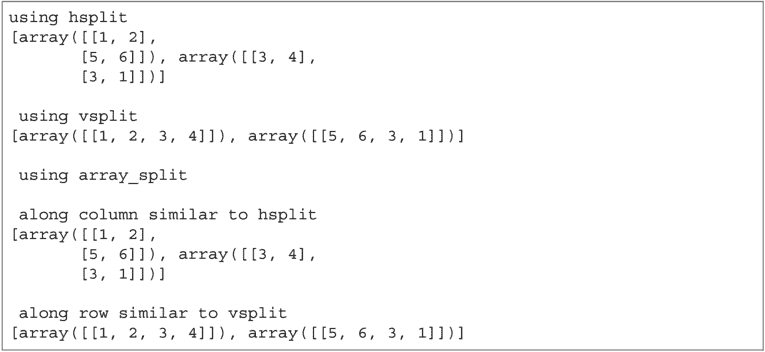 using hsplit
[array([[1, 2],
       [5, 6]]), array([[3, 4],
       [3, 1]])]
 using vsplit
[array([[1, 2, 3, 4]]), array([[5, 6, 3, 1]])]
 using array_split
 along column similar to hsplit
[array([[1, 2],
       [5, 6]]), array([[3, 4],
       [3, 1]])]
 along row similar to vsplit
[array([[1, 2, 3, 4]]), array([[5, 6, 3, 1]])]